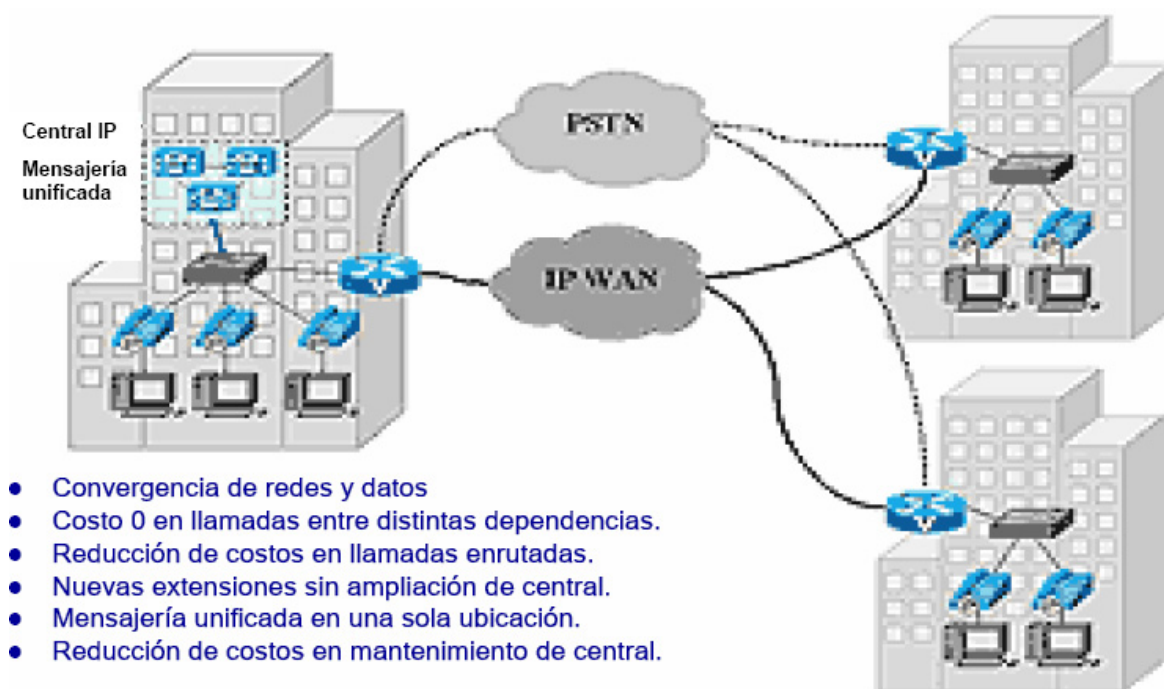 PSTN
Central IP
Mensajería
unificada
IP WAN
Convergencia de redes y datos
Costo 0 en llamadas entre distintas dependencias.
Reducción de costos en llamadas enrutadas.
Nuevas extensiones sin ampliación de central.
Mensajería unificada en una sola ubicación.
Reducción de costos en mantenimiento de central.